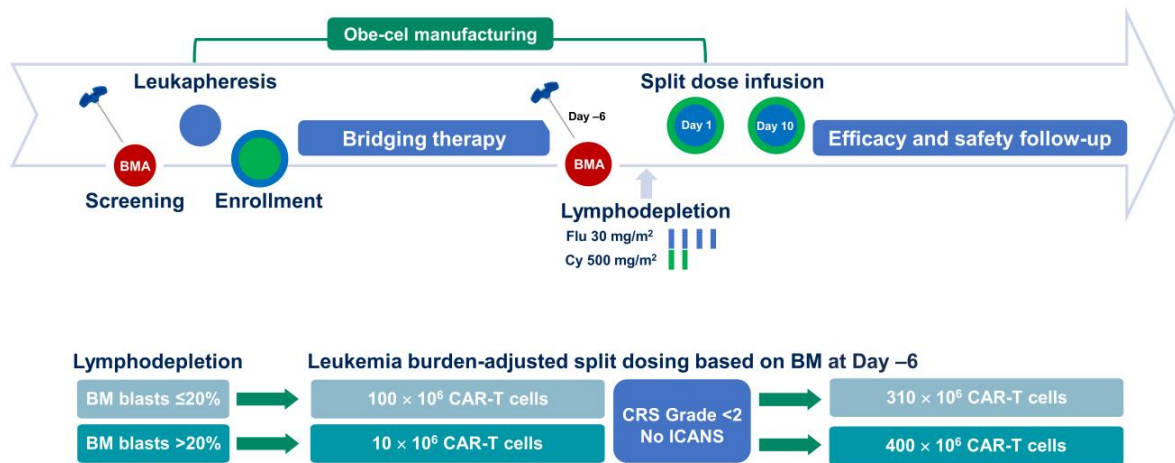 Obe-cel manufacturing
Leukapheresis
Split dose infusion
Day –6
Day 1
Day 10
Bridging therapy
Efficacy and safety follow-up
BMA
BMA
Screening
Enrollment
Lymphodepletion
Flu 30 mg/m²
Cy 500 mg/m²
Lymphodepletion
Leukemia burden-adjusted split dosing based on BM at Day –6
BM blasts ≤20%
100 × 10⁶ CAR-T cells
CRS Grade <2
No ICANS
310 × 10⁶ CAR-T cells
BM blasts >20%
10 × 10⁶ CAR-T cells
400 × 10⁶ CAR-T cells